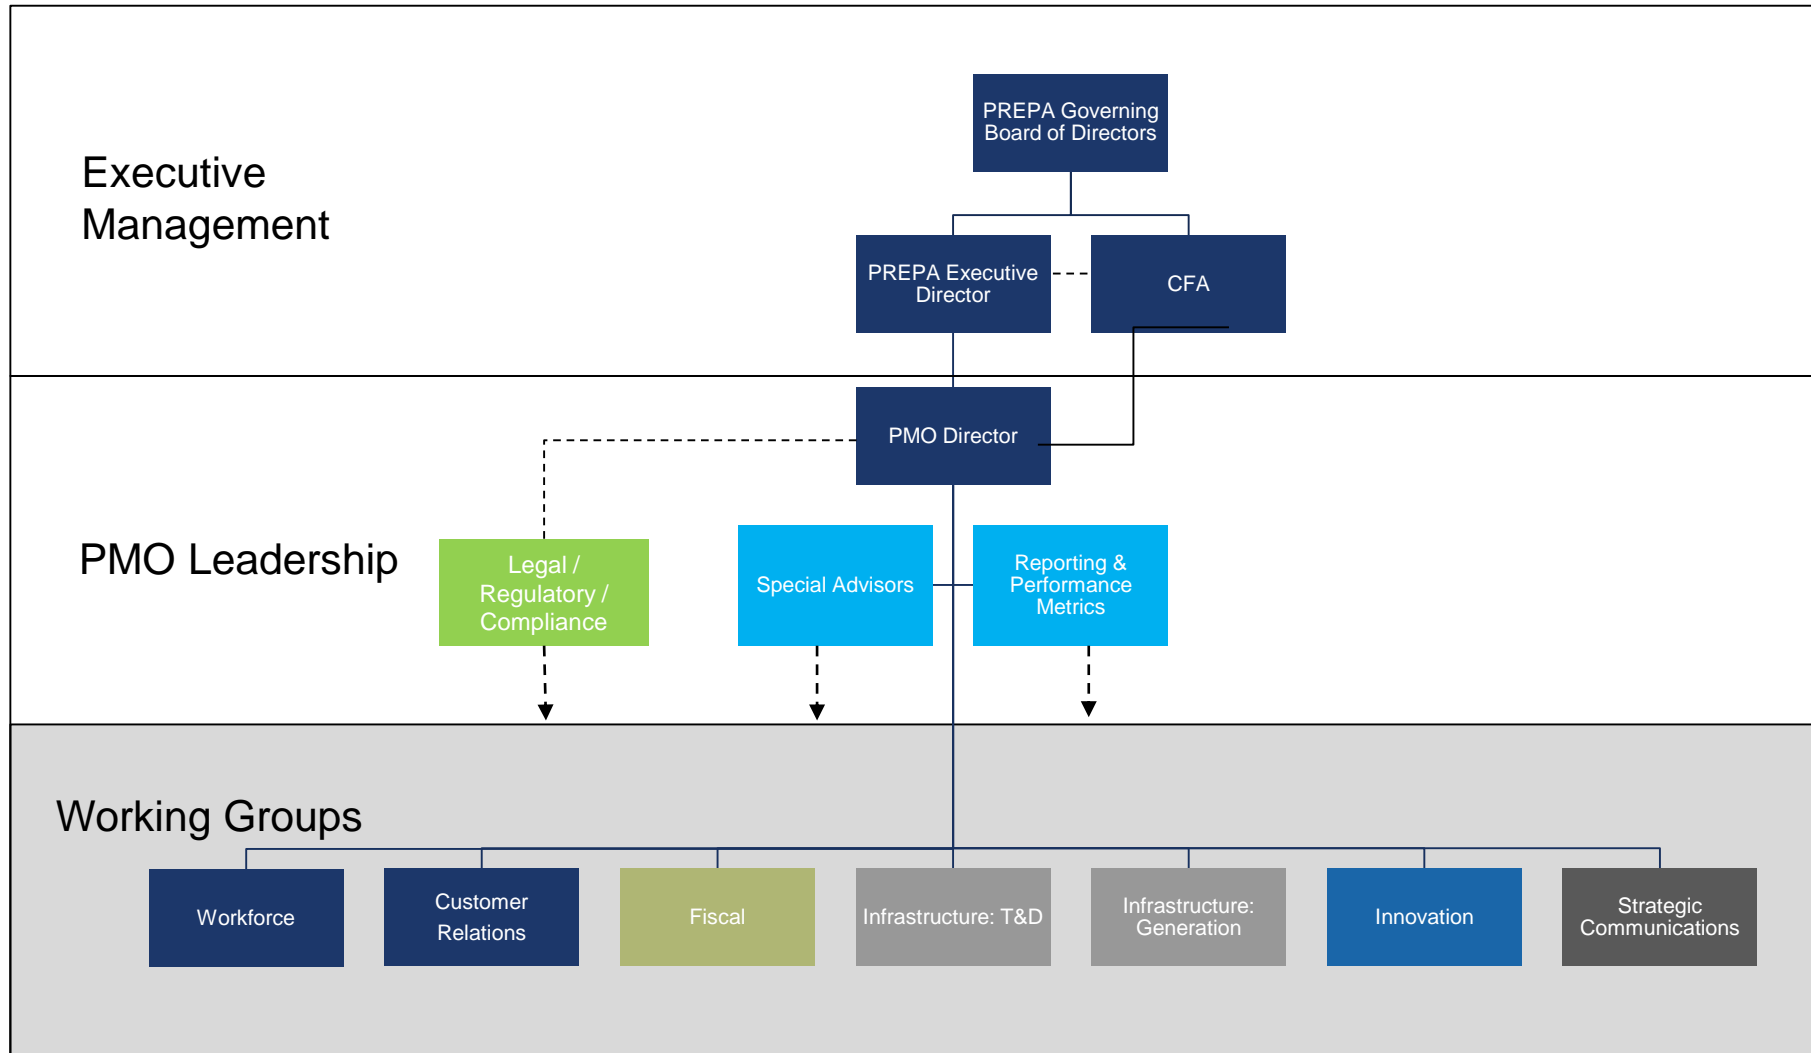 Executive
Management
PREPA Governing
Board of Directors
PREPA Executive
Director
CFA
PMO Leadership
PMO Director
Legal /
Regulatory /
Compliance
Special Advisors
Reporting &
Performance
Metrics
Working Groups
Workforce
Customer
Relations
Fiscal
Infrastructure: T&D
Infrastructure:
Generation
Innovation
Strategic
Communications